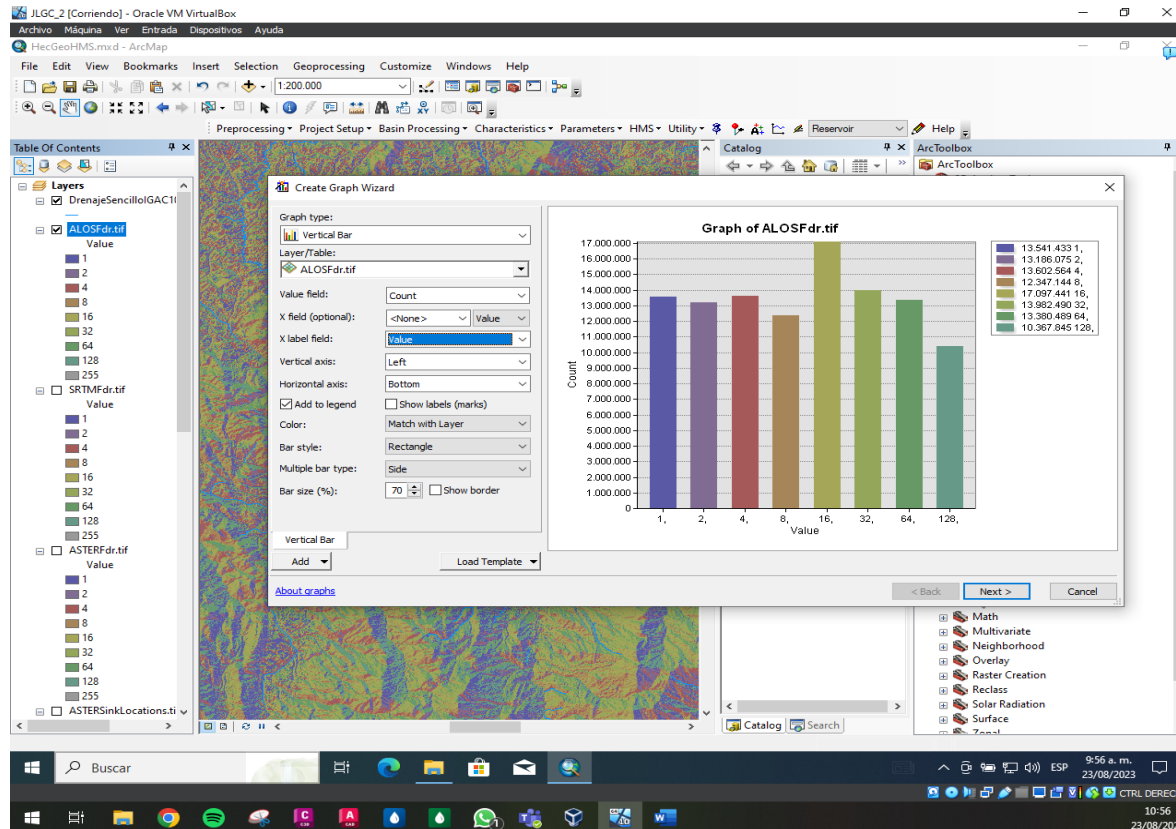 JLGC_2 [Corriendo] - Oracle VM VirtualBox
Archivo Máquina Ver Entrada Dispositivos Ayuda
HecGeoHMS.mxd - ArcMap
File Edit View Bookmarks Insert Selection Geoprocessing Customize Windows Help
1:200.000
Preprocessing Project Setup Basin Processing Characteristics Parameters HMS Utility Reservoir Help
Table Of Contents
Layers
DrenajeSencilloIGAC10
ALOSFdr.tif
Value
1
2
4
8
16
32
64
128
255
SRTMFdr.tif
Value
1
2
4
8
16
32
64
128
255
ASTERFdr.tif
Value
1
2
4
8
16
32
64
128
255
ASTERSinkLocations.ti
Create Graph Wizard
Graph type:
Vertical Bar
Layer/Table:
ALOSFdr.tif
Value field: Count
X field (optional): <None> Value
X label field: Value
Vertical axis: Left
Horizontal axis: Bottom
Add to legend Show labels (marks)
Color: Match with Layer
Bar style: Rectangle
Multiple bar type: Side
Bar size (%): 70 Show border
Vertical Bar
Add Load Template
About graphs
Graph of ALOSFdr.tif
17.000.000
16.000.000
15.000.000
14.000.000
13.000.000
12.000.000
11.000.000
10.000.000
9.000.000
8.000.000
7.000.000
6.000.000
5.000.000
4.000.000
3.000.000
2.000.000
1.000.000
0
Count
1, 2, 4, 8, 16, 32, 64, 128,
Value
13.541.433 1,
13.186.075 2,
13.602.564 4,
12.347.144 8,
17.097.441 16,
13.982.490 32,
13.380.489 64,
10.367.845 128,
< Back Next > Cancel
Catalog
Catalog Search
ArcToolbox
ArcToolbox
Math
Multivariate
Neighborhood
Overlay
Raster Creation
Reclass
Solar Radiation
Surface
Zonal
Buscar
ESP
9:56 a. m.
23/08/2023
CTRL DEREC
10:56
23/08/20